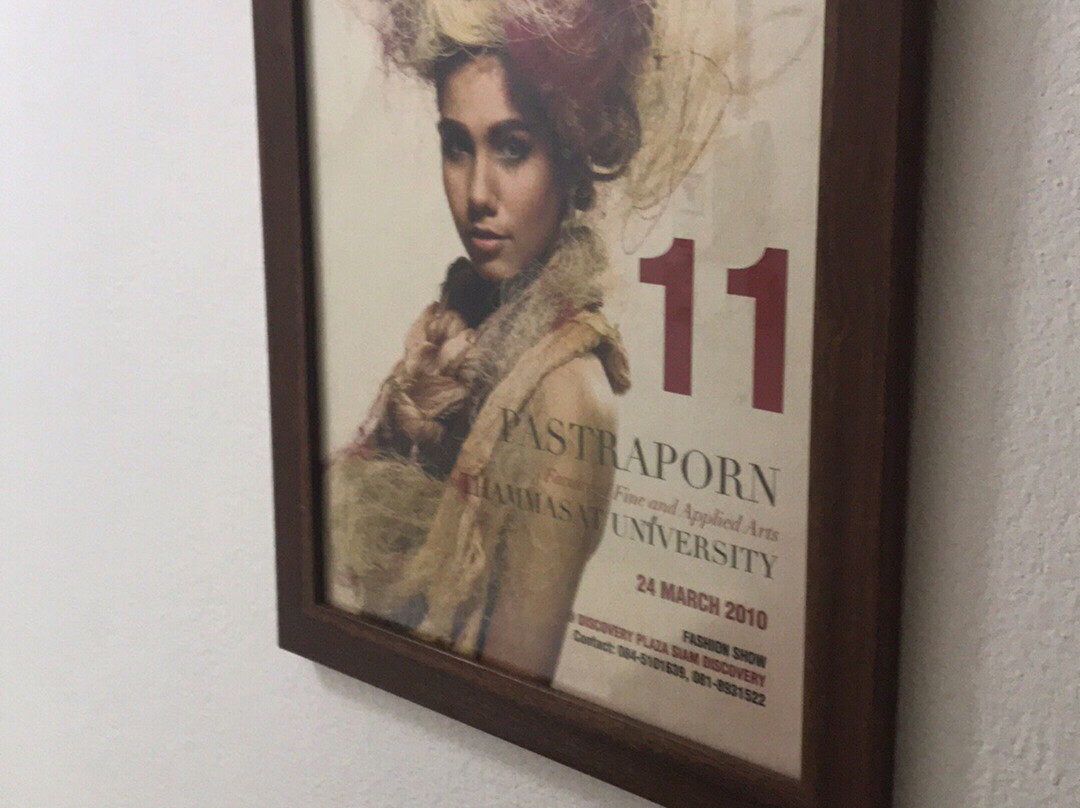 11
PASTRAPORN
Fine and Applied Arts
THAMMASAT UNIVERSITY
24 MARCH 2010
FASHION SHOW
DISCOVERY PLAZA SIAM DISCOVERY
Contact: 084-5101639, 081-8931522